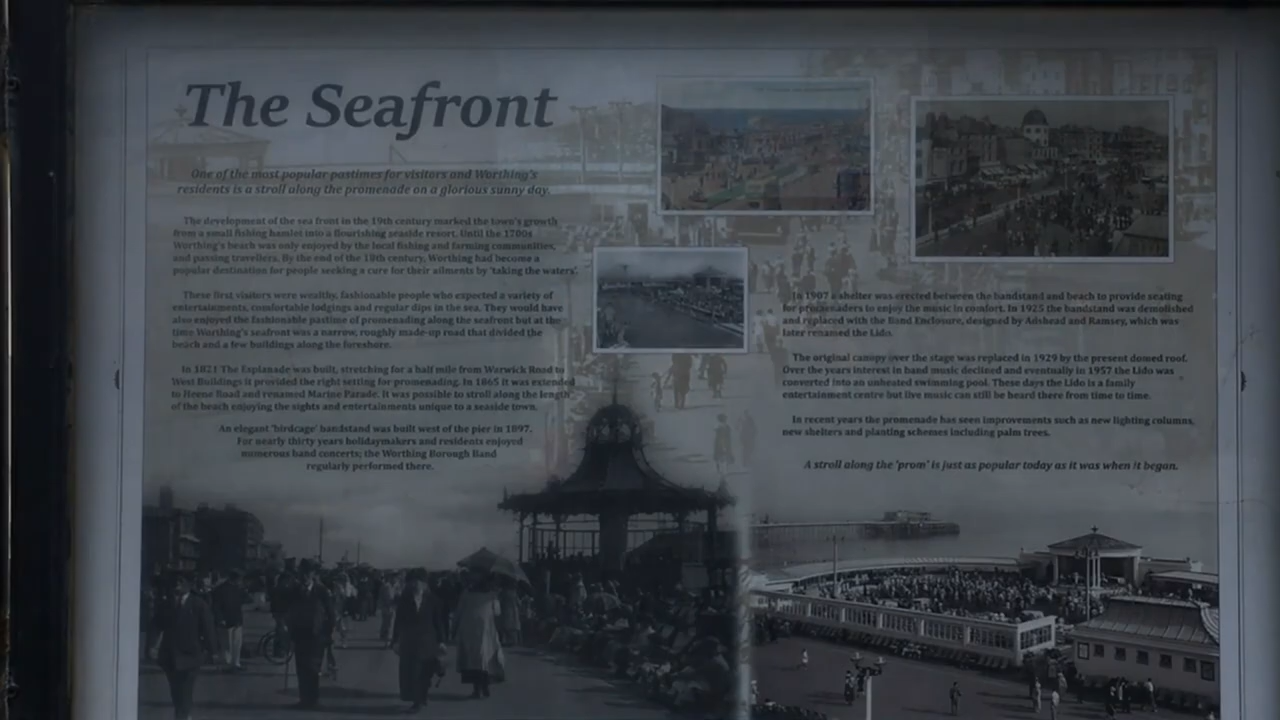 The Seafront
One of the most popular pastimes for visitors and Worthing's
residents is a stroll along the promenade on a glorious sunny day.
The development of the sea front in the 19th century marked the town's growth
from a small fishing hamlet into a flourishing seaside resort. Until the 1700s
Worthing's beach was only enjoyed by the local fishing and farming communities,
and passing travellers. By the end of the 18th century, Worthing had become a
popular destination for people seeking a cure for their ailments by 'taking the waters'.
These first visitors were wealthy, fashionable people who expected a variety of
entertainments, comfortable lodgings and regular dips in the sea. They would have
also enjoyed the fashionable pastime of promenading along the seafront but at the
time Worthing's seafront was a narrow, roughly made-up road that divided the
beach and a few buildings along the foreshore.
In 1821 The Esplanade was built, stretching for a half mile from Warwick Road to
West Buildings it provided the right setting for promenading. In 1865 it was extended
to Heene Road and renamed Marine Parade. It was possible to stroll along the length
of the beach enjoying the sights and entertainments unique to a seaside town.
An elegant 'birdcage' bandstand was built west of the pier in 1897.
For nearly thirty years holidaymakers and residents enjoyed
numerous band concerts; the Worthing Borough Band
regularly performed there.
In 1907 a shelter was erected between the bandstand and beach to provide seating
for promenaders to enjoy the music in comfort. In 1925 the bandstand was demolished
and replaced with the Band Enclosure, designed by Adshead and Ramsey, which was
later renamed the Lido.
The original canopy over the stage was replaced in 1929 by the present domed roof.
Over the years interest in band music declined and eventually in 1957 the Lido was
converted into an unheated swimming pool. These days the Lido is a family
entertainment centre but live music can still be heard there from time to time.
In recent years the promenade has seen improvements such as new lighting columns,
new shelters and planting schemes including palm trees.
A stroll along the 'prom' is just as popular today as it was when it began.